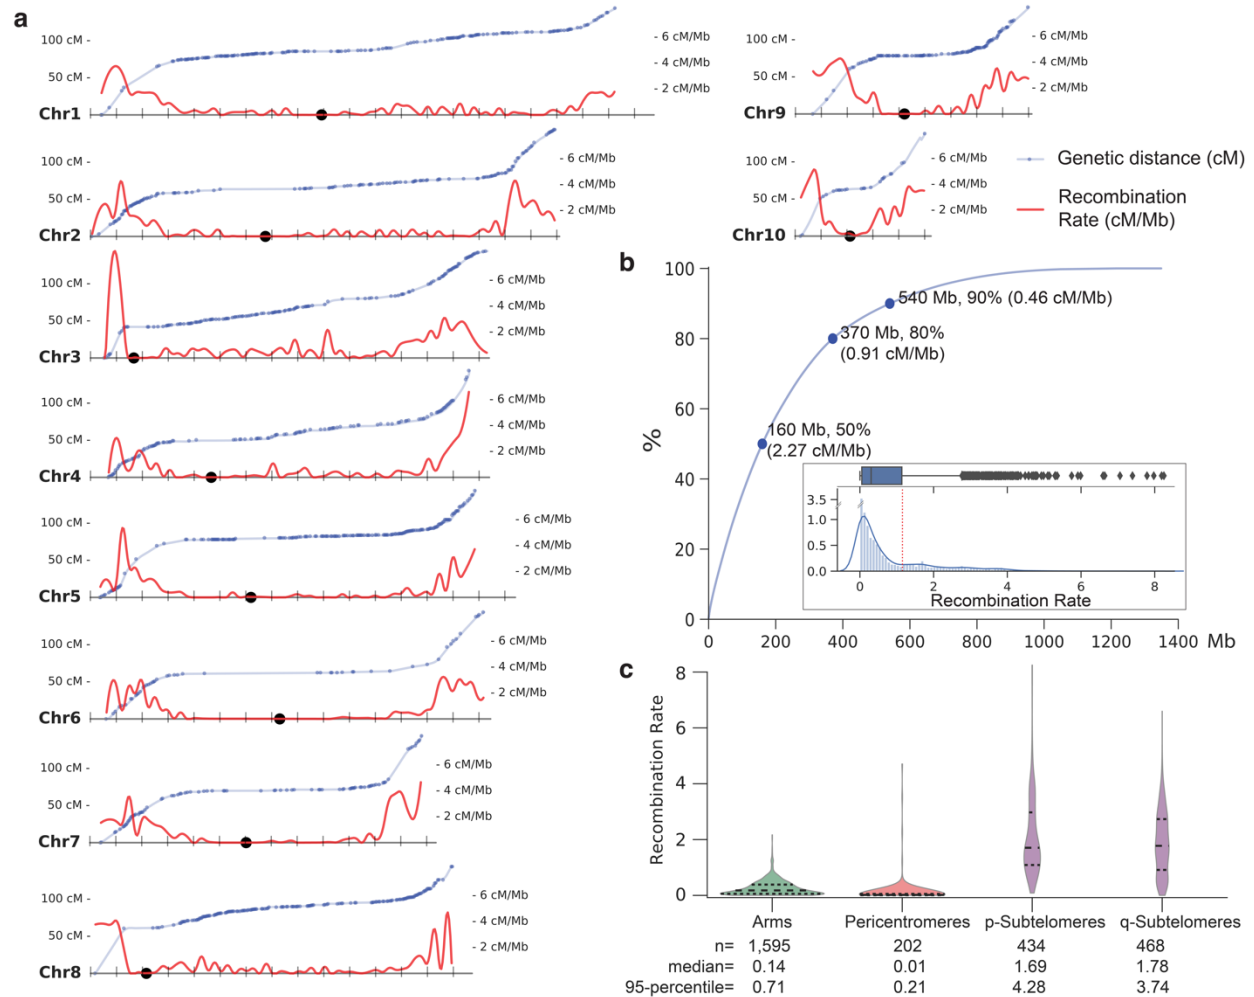 a
100 cM -
50 cM -
Chr1
- 6 cM/Mb
- 4 cM/Mb
- 2 cM/Mb
100 cM -
50 cM -
Chr2
- 6 cM/Mb
- 4 cM/Mb
- 2 cM/Mb
100 cM -
50 cM -
Chr3
- 6 cM/Mb
- 4 cM/Mb
- 2 cM/Mb
100 cM -
50 cM -
Chr4
- 6 cM/Mb
- 4 cM/Mb
- 2 cM/Mb
100 cM -
50 cM -
Chr5
- 6 cM/Mb
- 4 cM/Mb
- 2 cM/Mb
100 cM -
50 cM -
Chr6
- 6 cM/Mb
- 4 cM/Mb
- 2 cM/Mb
100 cM -
50 cM -
Chr7
- 6 cM/Mb
- 4 cM/Mb
- 2 cM/Mb
100 cM -
50 cM -
Chr8
- 6 cM/Mb
- 4 cM/Mb
- 2 cM/Mb
100 cM -
50 cM -
Chr9
- 6 cM/Mb
- 4 cM/Mb
- 2 cM/Mb
100 cM -
50 cM -
Chr10
- 6 cM/Mb
- 4 cM/Mb
- 2 cM/Mb
Genetic distance (cM)
Recombination
Rate (cM/Mb)
b
100
80
60
40
20
0
%
540 Mb, 90% (0.46 cM/Mb)
370 Mb, 80%
(0.91 cM/Mb)
160 Mb, 50%
(2.27 cM/Mb)
3.5
1.0
0.5
0.0
0 2 4 6 8
Recombination Rate
0 200 400 600 800 1000 1200 1400 Mb
c
8
6
4
2
0
Recombination Rate
Arms Pericentromeres p-Subtelomeres q-Subtelomeres
n= 1,595 202 434 468
median= 0.14 0.01 1.69 1.78
95-percentile= 0.71 0.21 4.28 3.74